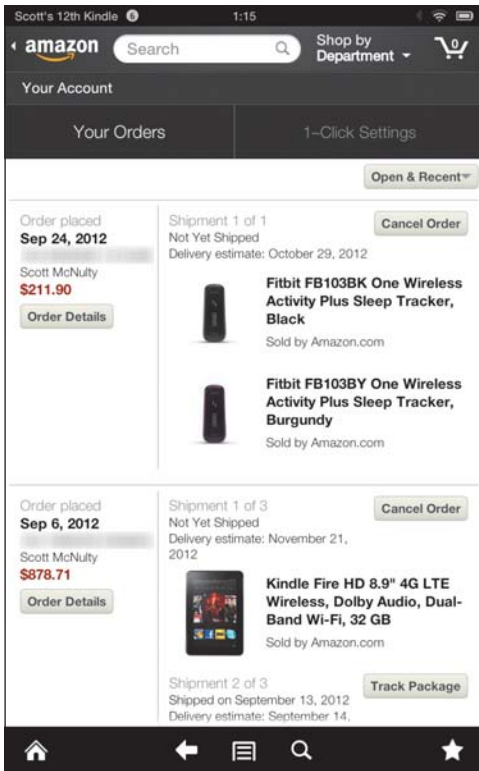 Scott's 12th Kindle 6 1:15
amazon Search Shop by Department 0
Your Account
Your Orders 1–Click Settings
Open & Recent
Order placed
Sep 24, 2012
Scott McNulty
$211.90
Order Details
Shipment 1 of 1
Not Yet Shipped
Delivery estimate: October 29, 2012
Cancel Order
Fitbit FB103BK One Wireless
Activity Plus Sleep Tracker,
Black
Sold by Amazon.com
Fitbit FB103BY One Wireless
Activity Plus Sleep Tracker,
Burgundy
Sold by Amazon.com
Order placed
Sep 6, 2012
Scott McNulty
$878.71
Order Details
Shipment 1 of 3
Not Yet Shipped
Delivery estimate: November 21,
2012
Cancel Order
Kindle Fire HD 8.9" 4G LTE
Wireless, Dolby Audio, Dual-
Band Wi-Fi, 32 GB
Sold by Amazon.com
Shipment 2 of 3
Shipped on September 13, 2012
Delivery estimate: September 14,
Track Package